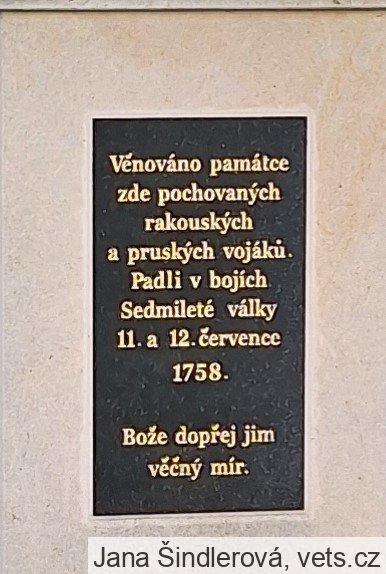 Věnováno památce
zde pochovaných
rakouských
a pruských vojáků.
Padli v bojích
Sedmileté války
11. a 12. července
1758.
Bože dopřej jim
věčný mír.
Jana Šindlerová, vets.cz